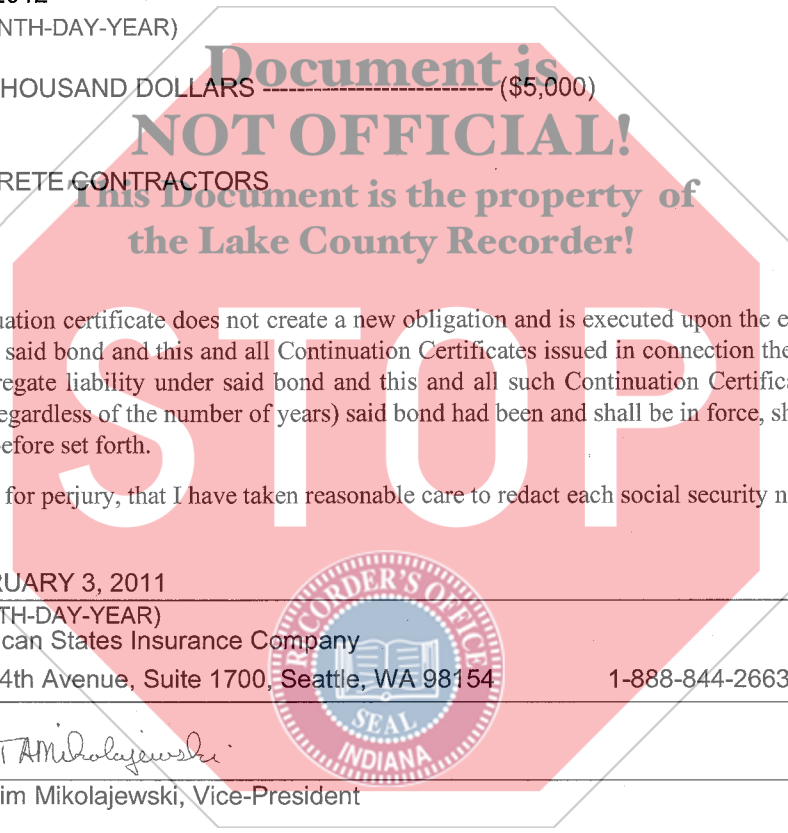 NTH-DAY-YEAR)
Document is
HOUSAND DOLLARS ---------------------------- ($5,000)
NOT OFFICIAL!
RETE CONTRACTORS
This Document is the property of
the Lake County Recorder!
STOP
uation certificate does not create a new obligation and is executed upon the e
said bond and this and all Continuation Certificates issued in connection the
regate liability under said bond and this and all such Continuation Certifica
egardless of the number of years) said bond had been and shall be in force, sh
efore set forth.
for perjury, that I have taken reasonable care to redact each social security n
RUARY 3, 2011
TH-DAY-YEAR)
can States Insurance Company
4th Avenue, Suite 1700, Seattle, WA 98154 1-888-844-2663
RECORDER'S OFFICE
SEAL
INDIANA
TAMikolajewski
im Mikolajewski, Vice-President